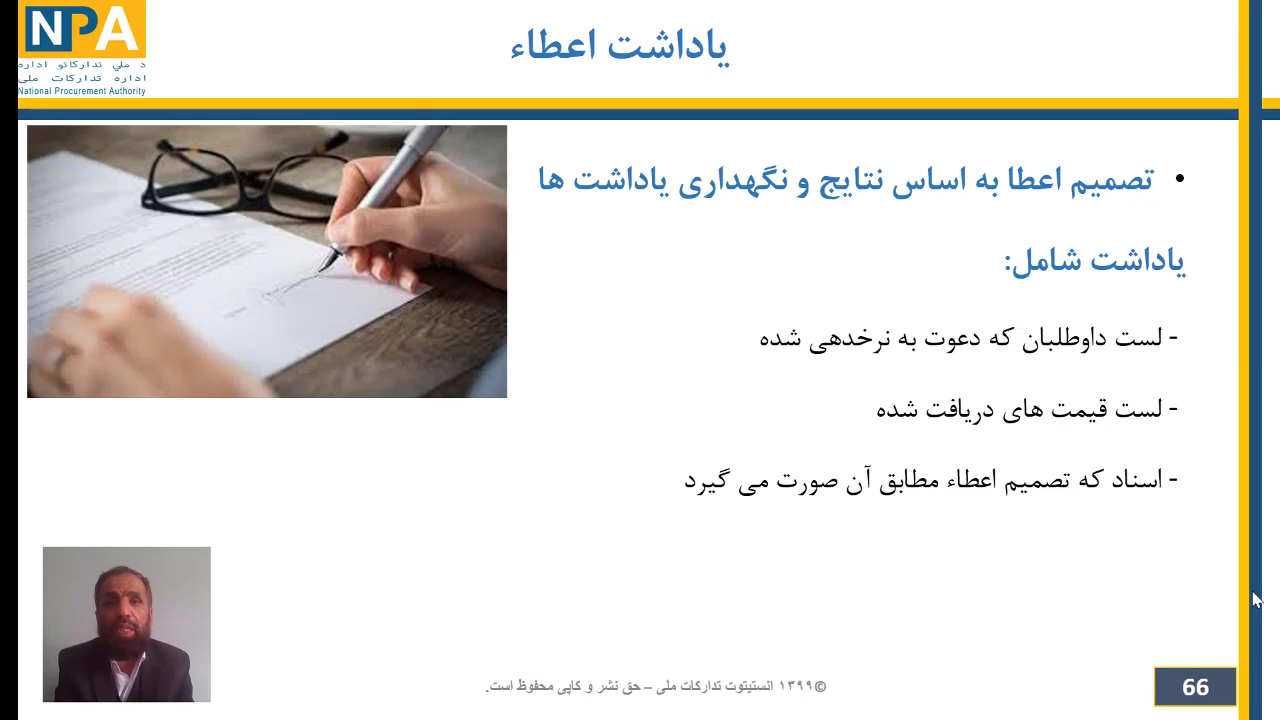 NPA
د ملي تدارکاتو اداره
اداره تدارکات ملی
National Procurement Authority
یاداشت اعطاء
• تصمیم اعطا به اساس نتایج و نگهداری یاداشت ها
یاداشت شامل:
- لست داوطلبان که دعوت به نرخدهی شده
- لست قیمت های دریافت شده
- اسناد که تصمیم اعطاء مطابق آن صورت می گیرد
©۱۳۹۹ انستیتوت تدارکات ملی – حق نشر و کاپی محفوظ است.
66